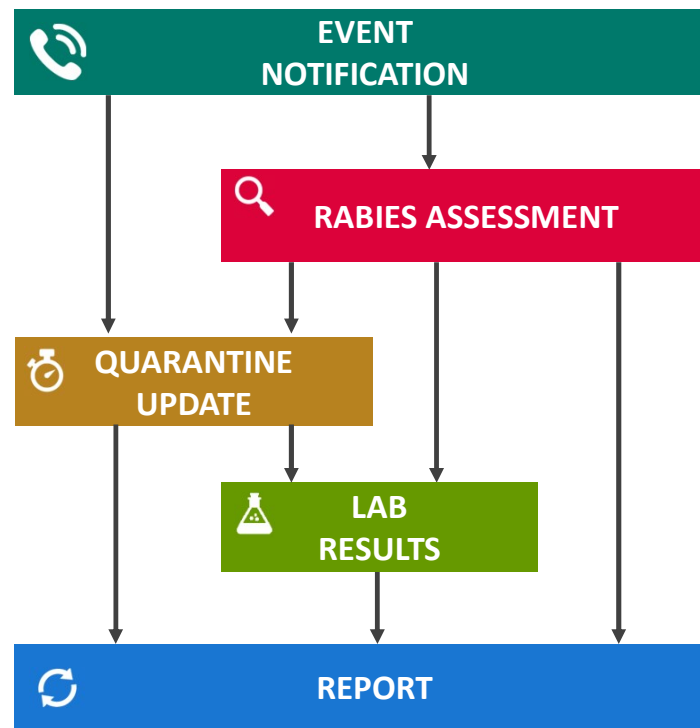 EVENT
NOTIFICATION
RABIES ASSESSMENT
QUARANTINE
UPDATE
LAB
RESULTS
REPORT